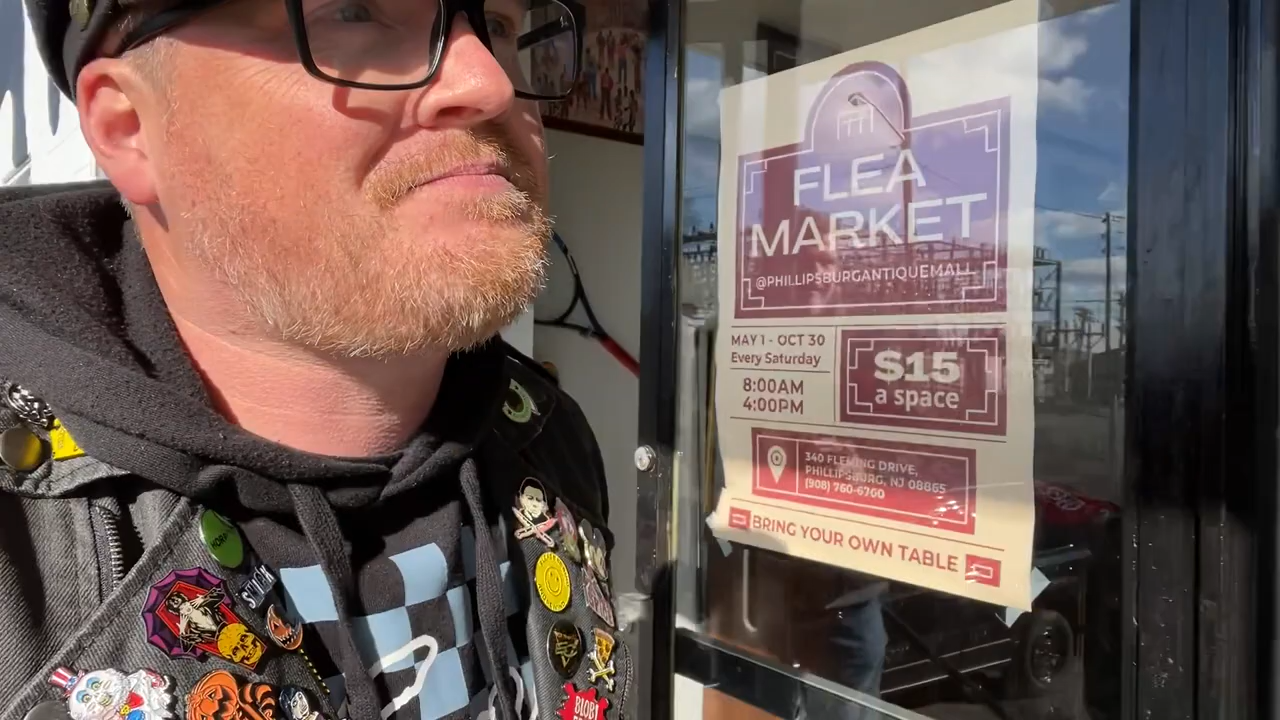 FLEA
MARKET
@PHILLIPSBURGANTIQUEMALL
MAY 1 - OCT 30
Every Saturday
8:00AM
4:00PM
$15
a space
340 FLEMING DRIVE,
PHILLIPSBURG, NJ 08865
(908) 760-6760
BRING YOUR OWN TABLE